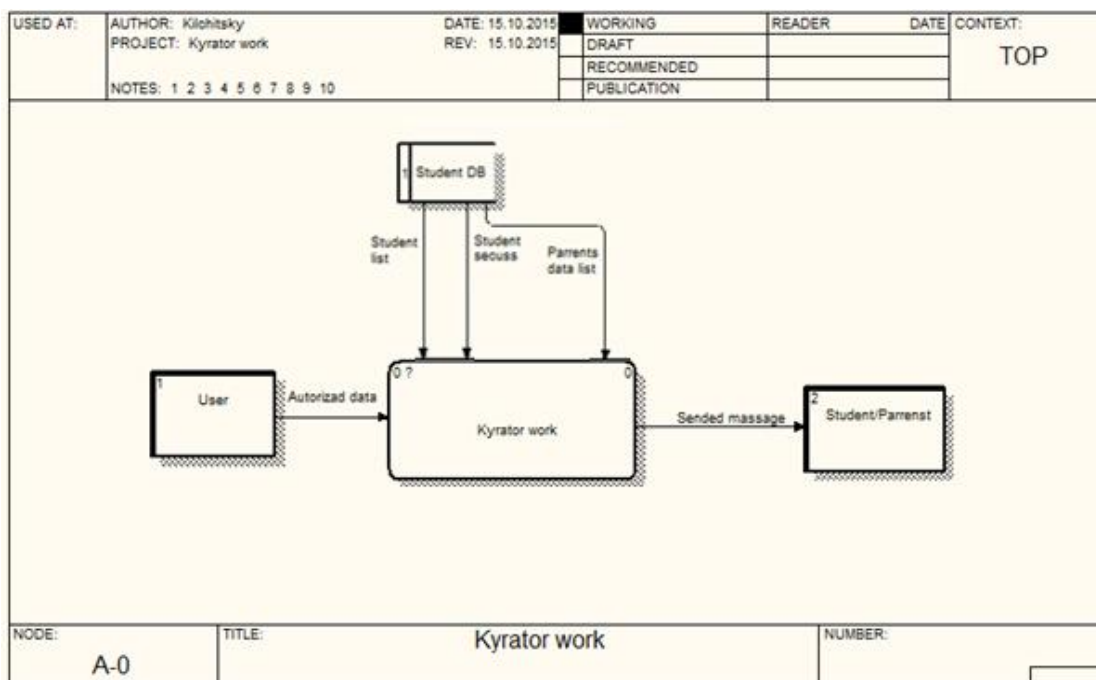 USED AT:
AUTHOR: Kilohitsky
DATE: 15.10.2015
PROJECT: Kyrator work
REV: 15.10.2015
NOTES: 1 2 3 4 5 6 7 8 9 10
WORKING
DRAFT
RECOMMENDED
PUBLICATION
READER
DATE
CONTEXT:
TOP
1
Student DB
Student
list
Student
secuss
Parrents
data list
1
User
Autorizad data
0 ?
0
Kyrator work
Sended massage
2
Student/Parrenst
NODE:
A-0
TITLE:
Kyrator work
NUMBER: